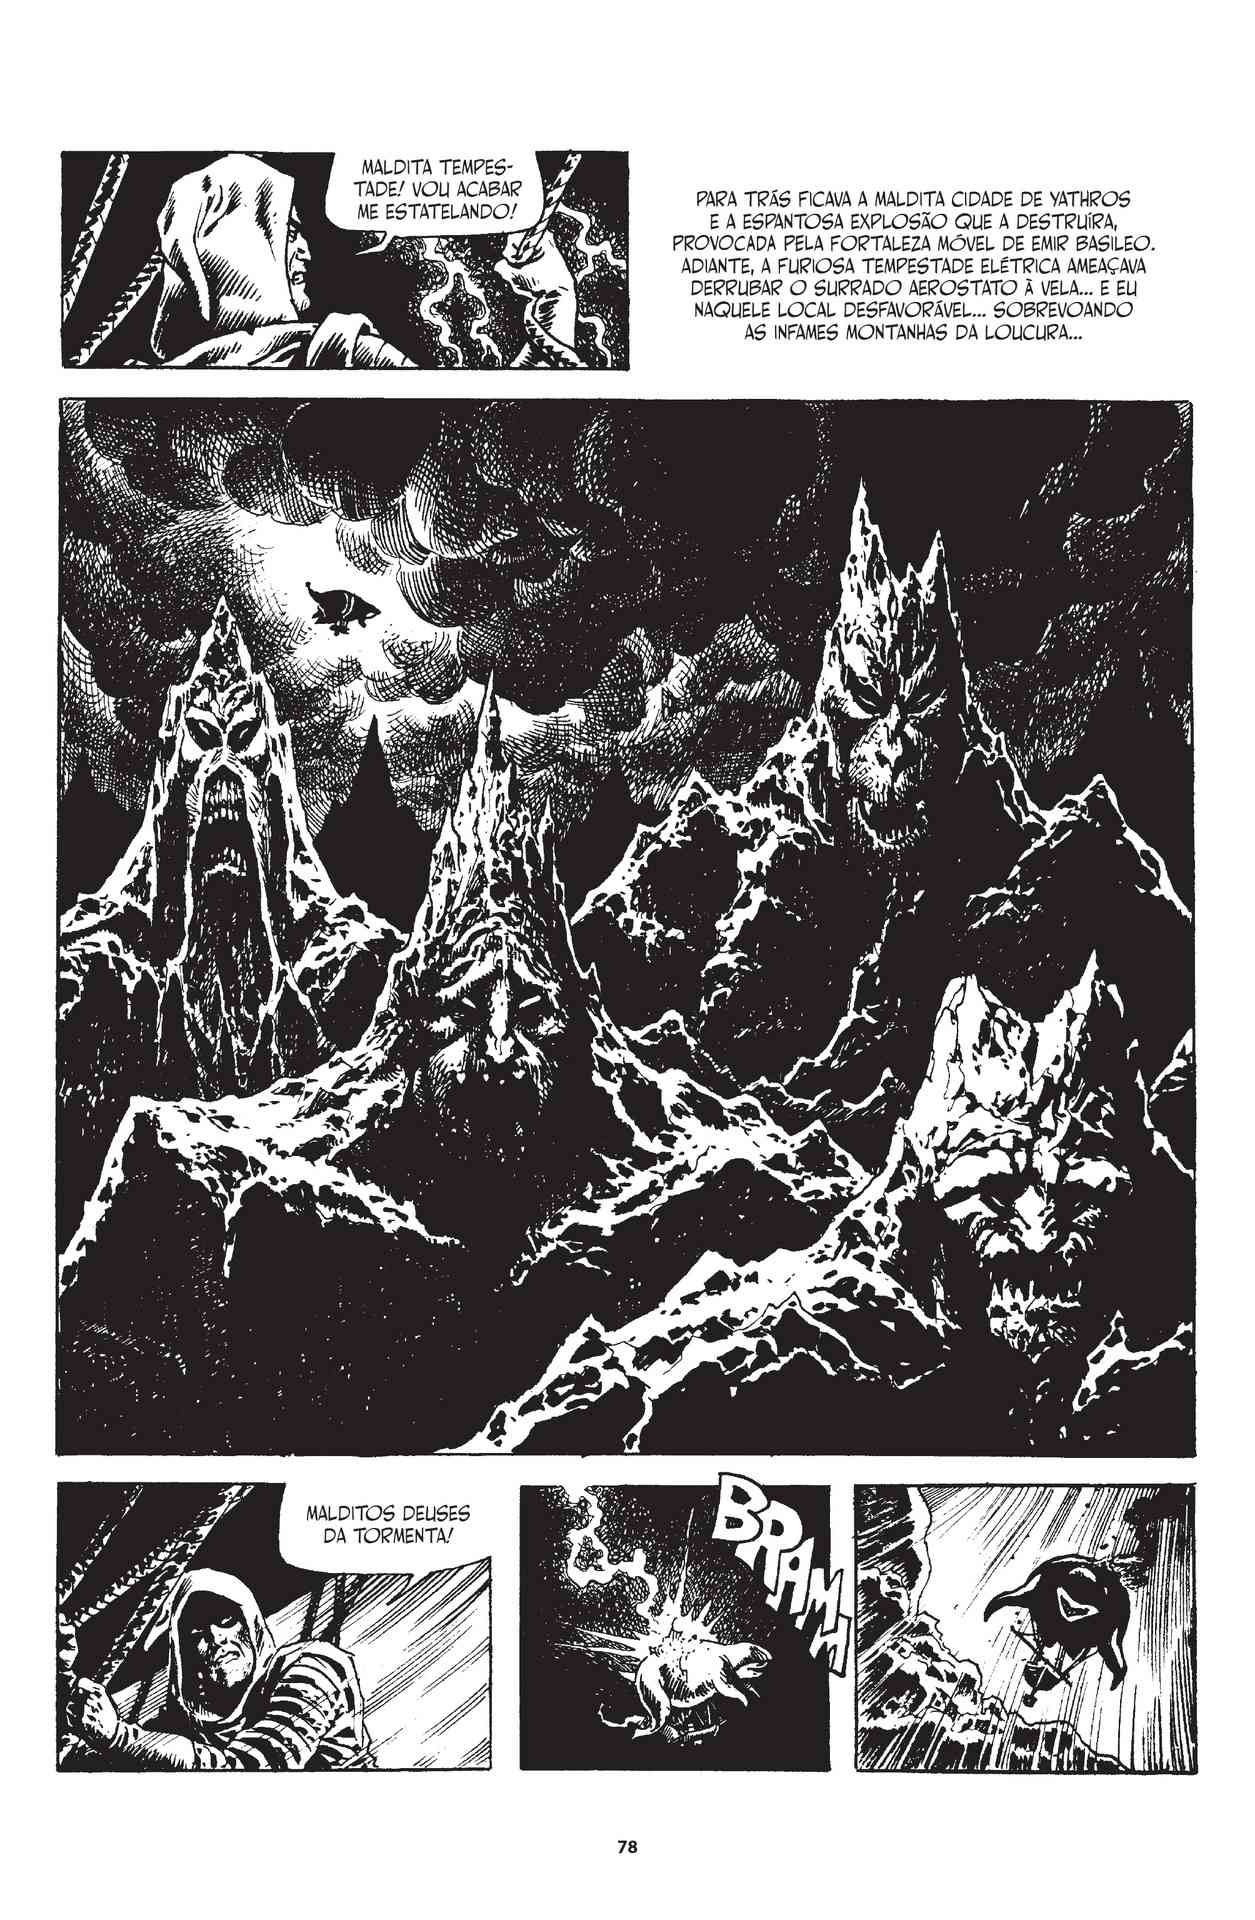 MALDITA TEMPES-
TADE! VOU ACABAR
ME ESTATELANDO!
PARA TRÁS FICAVA A MALDITA CIDADE DE YATHROS
E A ESPANTOSA EXPLOSÃO QUE A DESTRUÍRA,
PROVOCADA PELA FORTALEZA MÓVEL DE EMIR BASILEO.
ADIANTE, A FURIOSA TEMPESTADE ELÉTRICA AMEAÇAVA
DERRUBAR O SURRADO AEROSTATO À VELA... E EU
NAQUELE LOCAL DESFAVORÁVEL... SOBREVOANDO
AS INFAMES MONTANHAS DA LOUCURA...
MALDITOS DEUSES
DA TORMENTA!
BRAMM
78